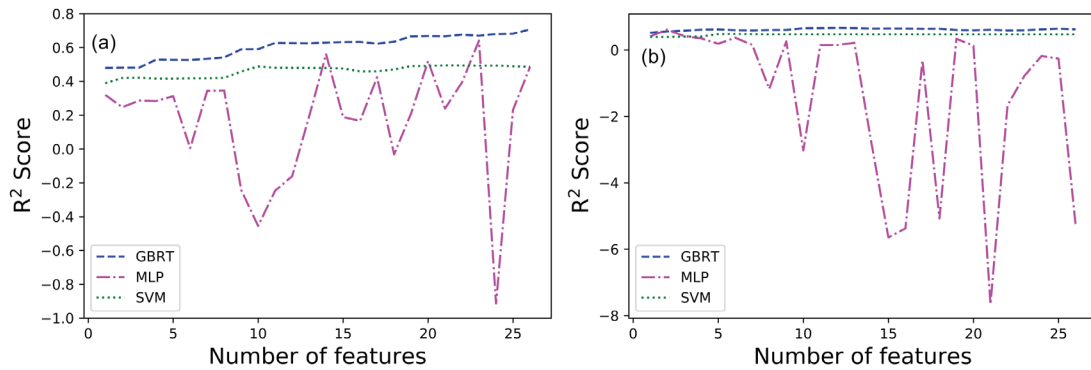 (a)
R² Score
0.8
0.6
0.4
0.2
0.0
−0.2
−0.4
−0.6
−0.8
−1.0
GBRT
MLP
SVM
0 5 10 15 20 25
Number of features
(b)
R² Score
0
−2
−4
−6
−8
GBRT
MLP
SVM
0 5 10 15 20 25
Number of features